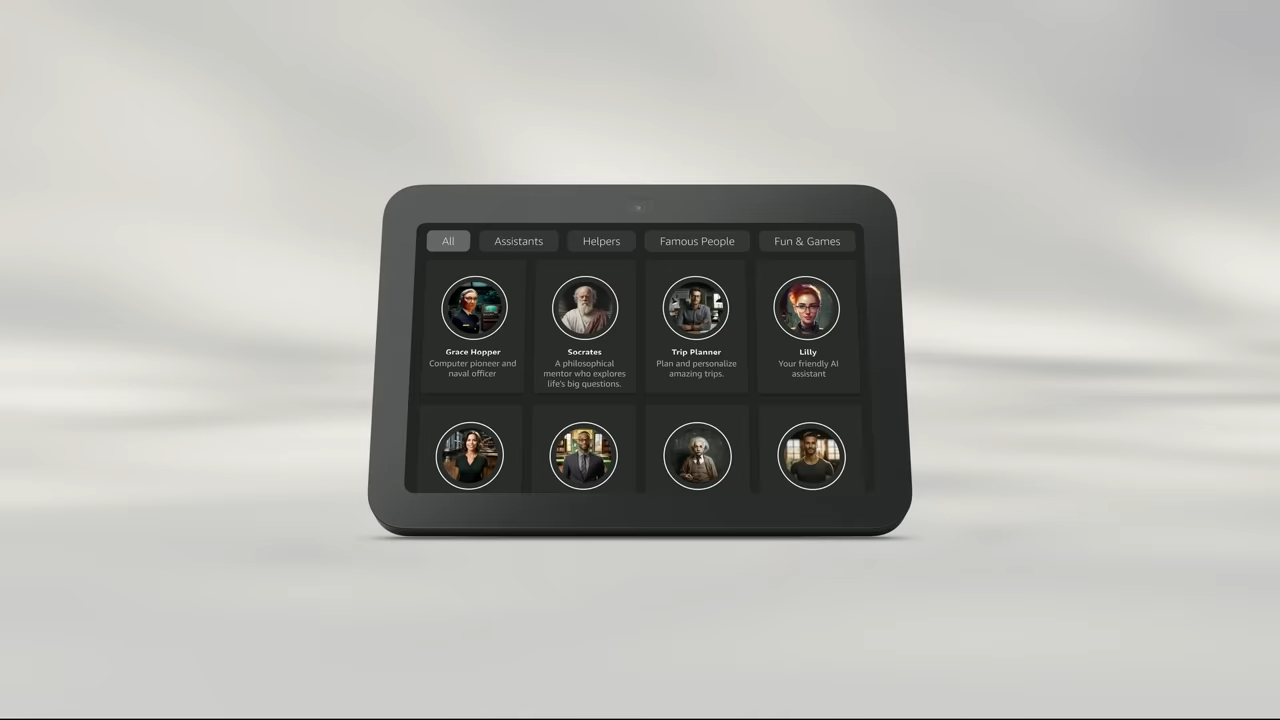 All
Assistants
Helpers
Famous People
Fun & Games
Grace Hopper
Computer pioneer and
naval officer
Socrates
A philosophical
mentor who explores
life's big questions.
Trip Planner
Plan and personalize
amazing trips.
Lilly
Your friendly AI
assistant